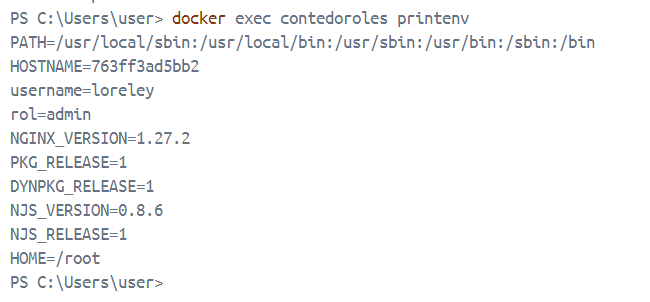 PS C:\Users\user> docker exec contedoroles printenv
PATH=/usr/local/sbin:/usr/local/bin:/usr/sbin:/usr/bin:/sbin:/bin
HOSTNAME=763ff3ad5bb2
username=loreley
rol=admin
NGINX_VERSION=1.27.2
PKG_RELEASE=1
DYNPKG_RELEASE=1
NJS_VERSION=0.8.6
NJS_RELEASE=1
HOME=/root
PS C:\Users\user>